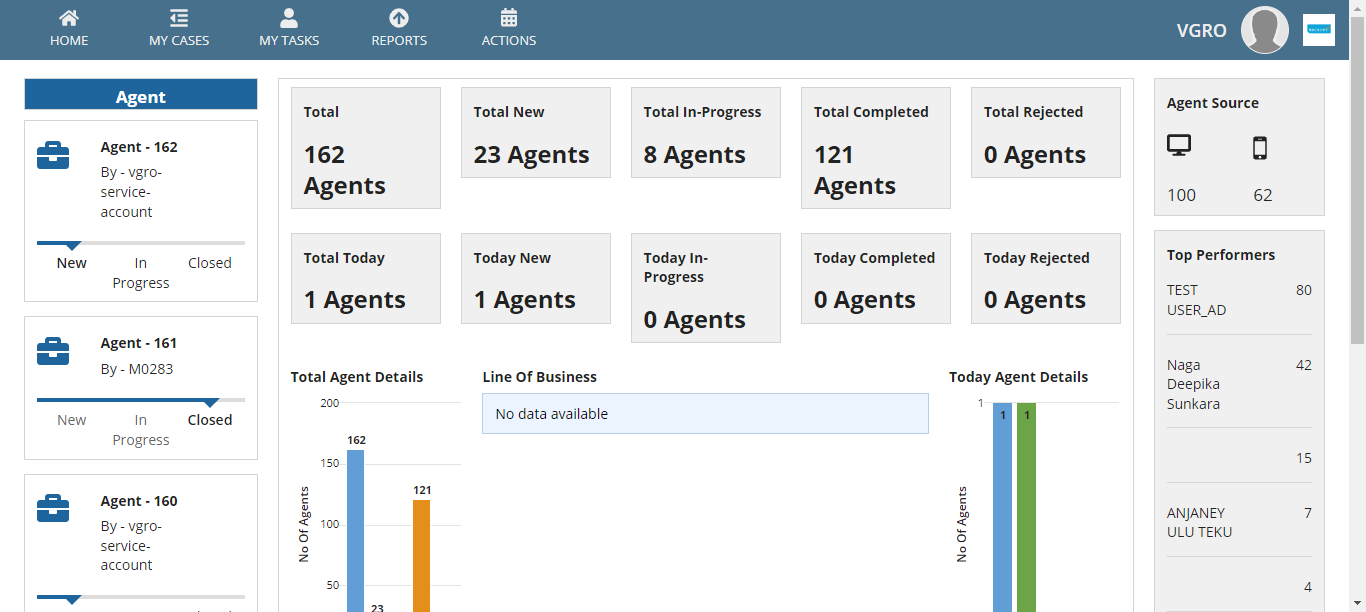 HOME
MY CASES
MY TASKS
REPORTS
ACTIONS
VGRO
Agent
Agent - 162
By - vgro-
service-
account
New
In
Progress
Closed
Agent - 161
By - M0283
New
In
Progress
Closed
Agent - 160
By - vgro-
service-
account
Closed
Total
162
Agents
Total New
23 Agents
Total In-Progress
8 Agents
Total Completed
121
Agents
Total Rejected
0 Agents
Total Today
1 Agents
Today New
1 Agents
Today In-
Progress
0 Agents
Today Completed
0 Agents
Today Rejected
0 Agents
Total Agent Details
200
150
100
50
No Of Agents
162
23
121
Line Of Business
No data available
Today Agent Details
1
No Of Agents
1
1
Agent Source
100
62
Top Performers
TEST
USER_AD
80
Naga
Deepika
Sunkara
42
15
ANJANEY
ULU TEKU
7
4